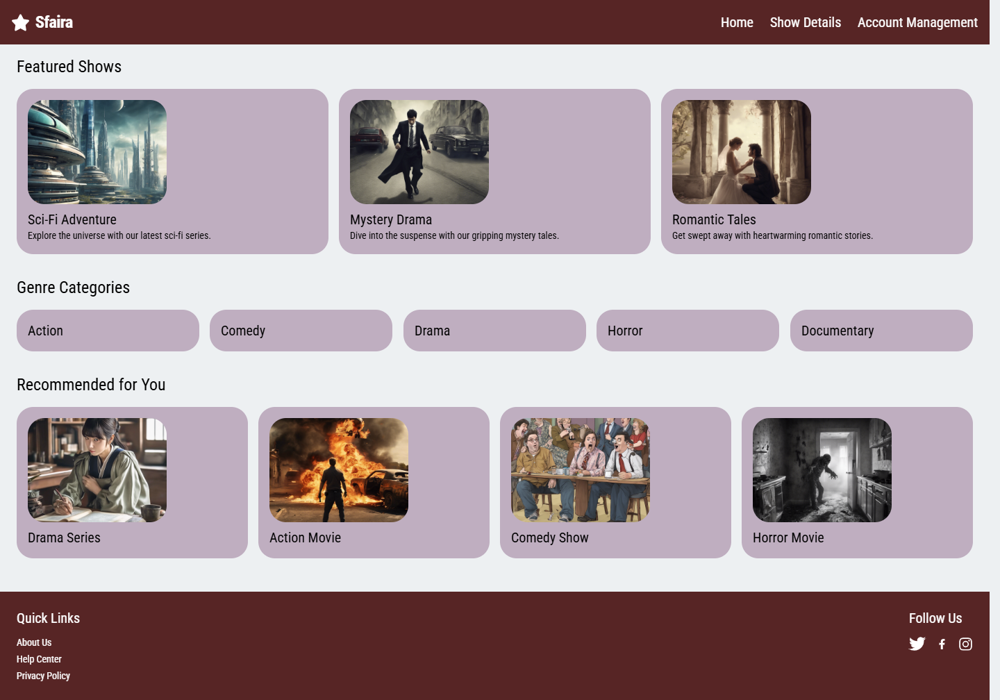 Sfaira
Home Show Details Account Management
Featured Shows
Sci-Fi Adventure
Explore the universe with our latest sci-fi series.
Mystery Drama
Dive into the suspense with our gripping mystery tales.
Romantic Tales
Get swept away with heartwarming romantic stories.
Genre Categories
Action
Comedy
Drama
Horror
Documentary
Recommended for You
Drama Series
Action Movie
Comedy Show
Horror Movie
Quick Links
About Us
Help Center
Privacy Policy
Follow Us